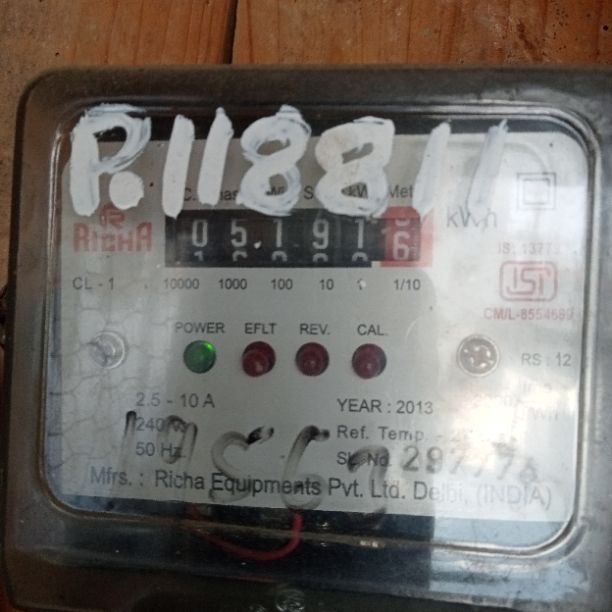 P.118811
RICHA
kWh
0 5 1 9 1 6
CL - 1 10000 1000 100 10 1 1/10
CM/L-8554689
POWER EFLT REV. CAL.
RS : 12
2.5 - 10 A
YEAR : 2013
240
Ref. Temp. -
50 Hz.
SL. No.
Mfrs. : Richa Equipments Pvt. Ltd. Delhi, (INDIA)